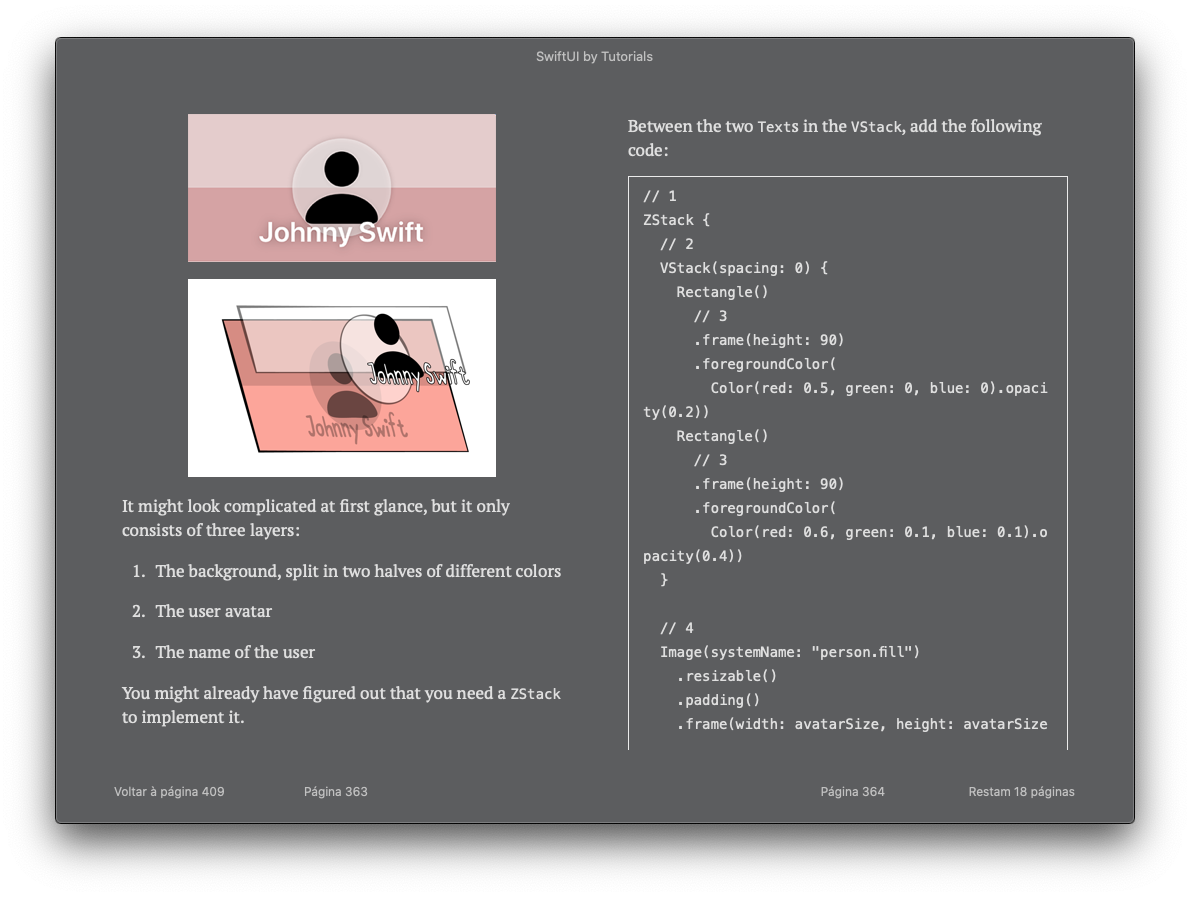 SwiftUI by Tutorials
Johnny Swift
Johnny Swift
Johnny Swift
It might look complicated at first glance, but it only
consists of three layers:
1. The background, split in two halves of different colors
2. The user avatar
3. The name of the user
You might already have figured out that you need a ZStack
to implement it.
Between the two Texts in the VStack, add the following
code:
// 1
ZStack {
  // 2
  VStack(spacing: 0) {
    Rectangle()
      // 3
      .frame(height: 90)
      .foregroundColor(
        Color(red: 0.5, green: 0, blue: 0).opaci
ty(0.2))
    Rectangle()
      // 3
      .frame(height: 90)
      .foregroundColor(
        Color(red: 0.6, green: 0.1, blue: 0.1).o
pacity(0.4))
  }
  // 4
  Image(systemName: "person.fill")
    .resizable()
    .padding()
    .frame(width: avatarSize, height: avatarSize
Voltar à página 409
Página 363
Página 364
Restam 18 páginas